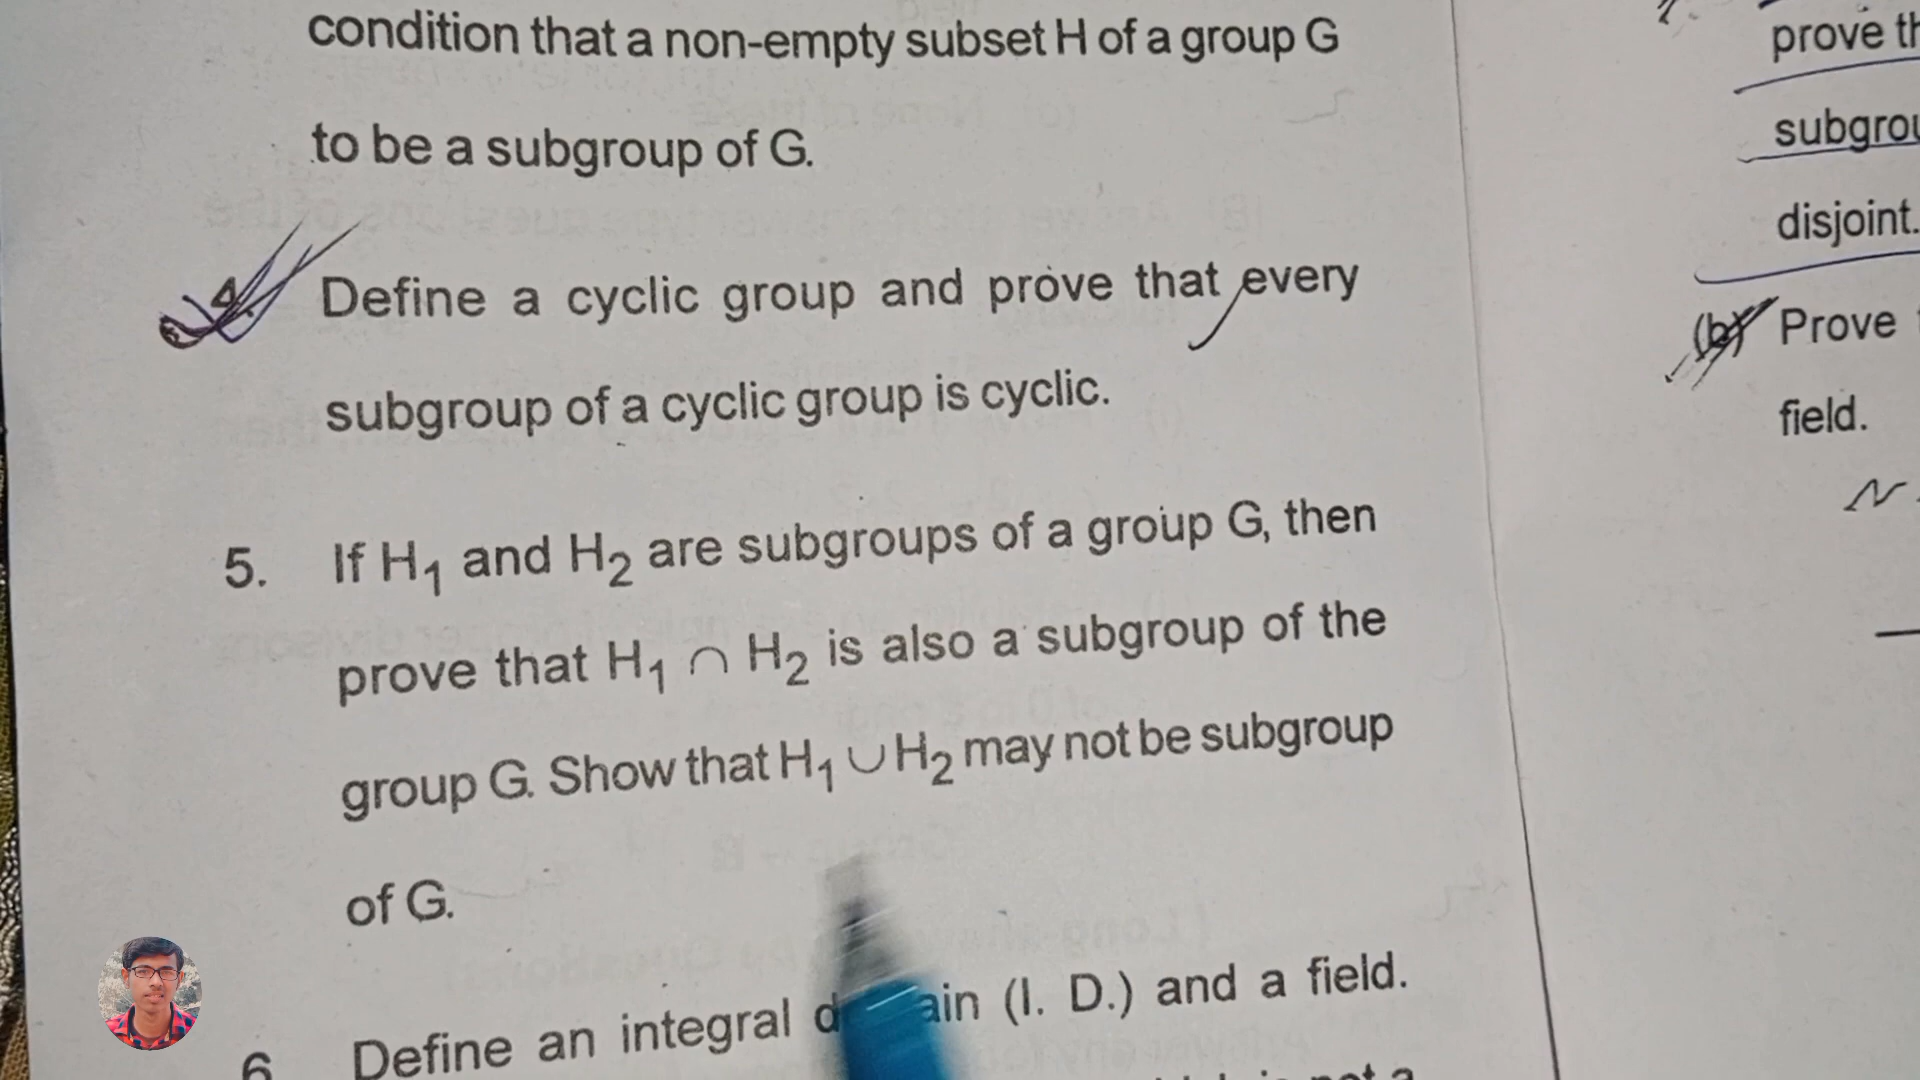 condition that a non-empty subset H of a group G
to be a subgroup of G.
4. Define a cyclic group and prove that every
subgroup of a cyclic group is cyclic.
5. If H₁ and H₂ are subgroups of a group G, then
prove that H₁ ∩ H₂ is also a subgroup of the
group G. Show that H₁ ∪ H₂ may not be subgroup
of G.
6 Define an integral (I. D.) and a field.
not a
prove
disjoint.
(b) Prove
field.